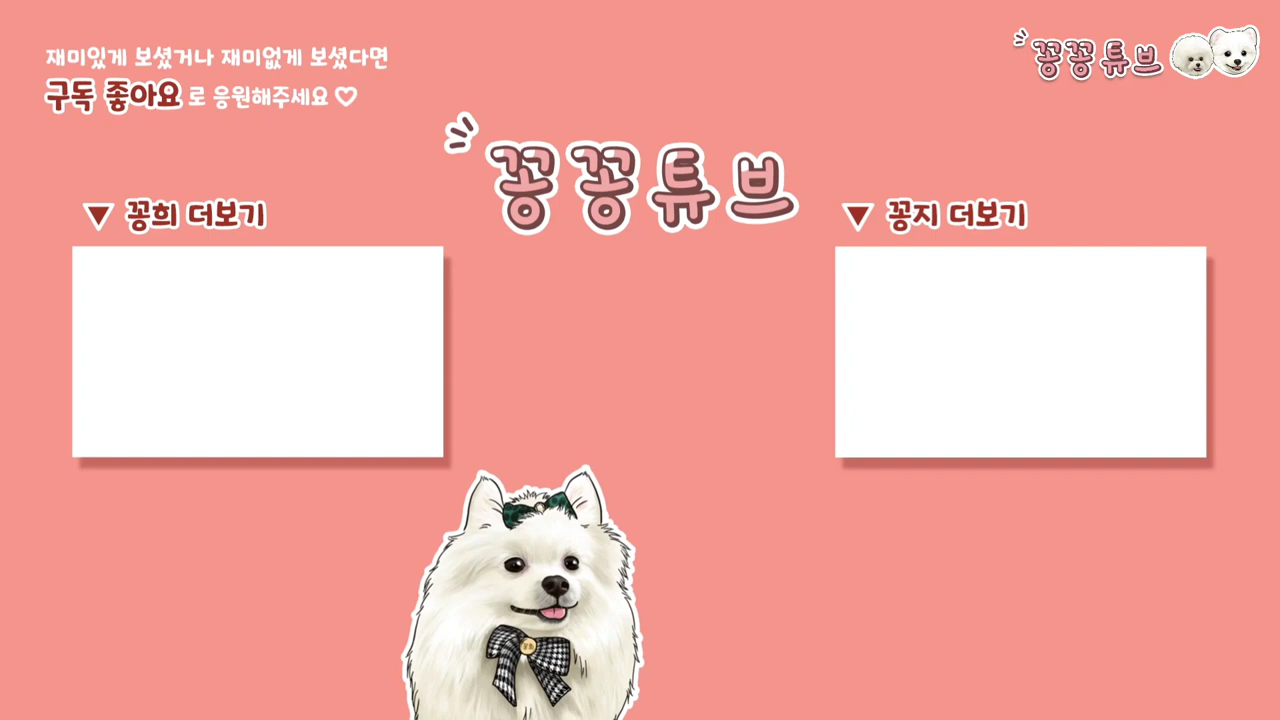 재미있게 보셨거나 재미없게 보셨다면
구독 좋아요 로 응원해주세요 ♡
꽁꽁튜브
꽁꽁튜브
▼ 꽁희 더보기
▼ 꽁지 더보기